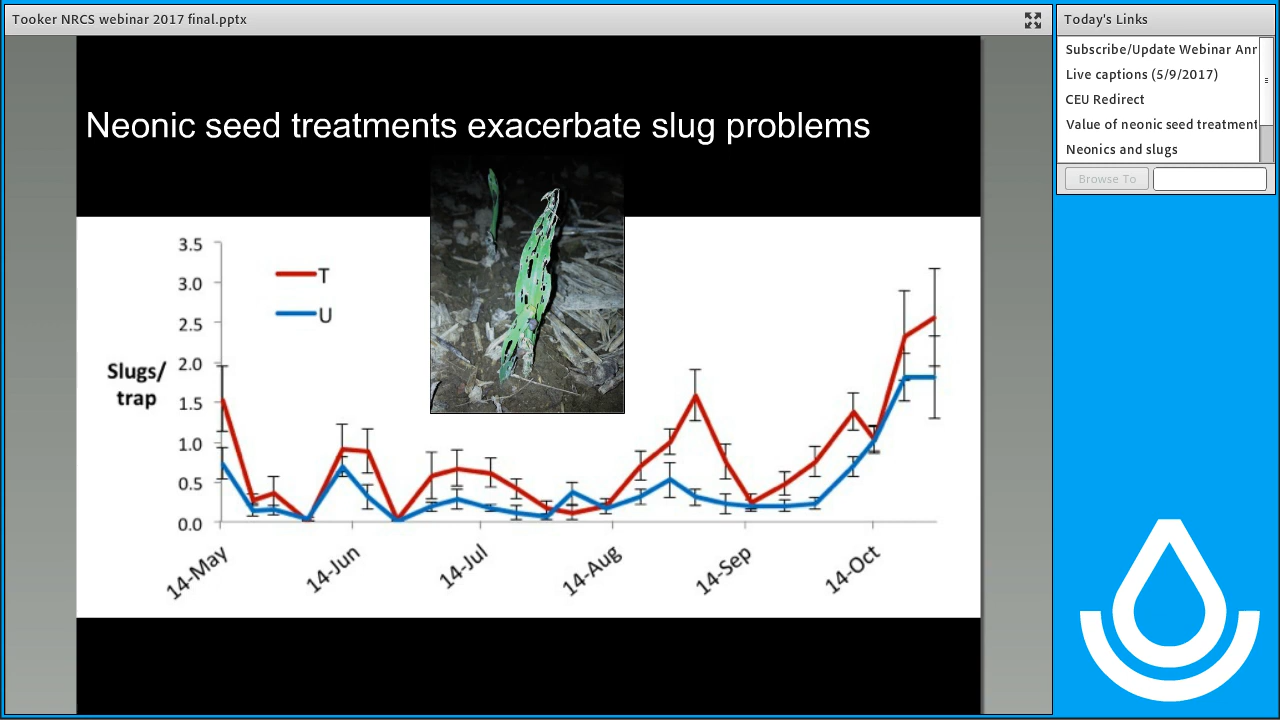 Tooker NRCS webinar 2017 final.pptx
Neonic seed treatments exacerbate slug problems
3.5
3.0
2.5
2.0
1.5
1.0
0.5
0.0
Slugs/
trap
T
U
14-May
14-Jun
14-Jul
14-Aug
14-Sep
14-Oct
Today's Links
Subscribe/Update Webinar
Live captions (5/9/2017)
CEU Redirect
Value of neonic seed treatment
Neonics and slugs
Browse To